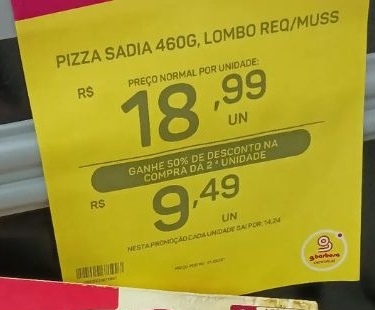 PIZZA SADIA 460G, LOMBO REQ/MUSS
PREÇO NORMAL POR UNIDADE:
R$ 18,99
UN
GANHE 50% DE DESCONTO NA
COMPRA DA 2ª UNIDADE
R$ 9,49
UN
NESTA PROMOÇÃO CADA UNIDADE SAI POR: 14,24
gbarbosa